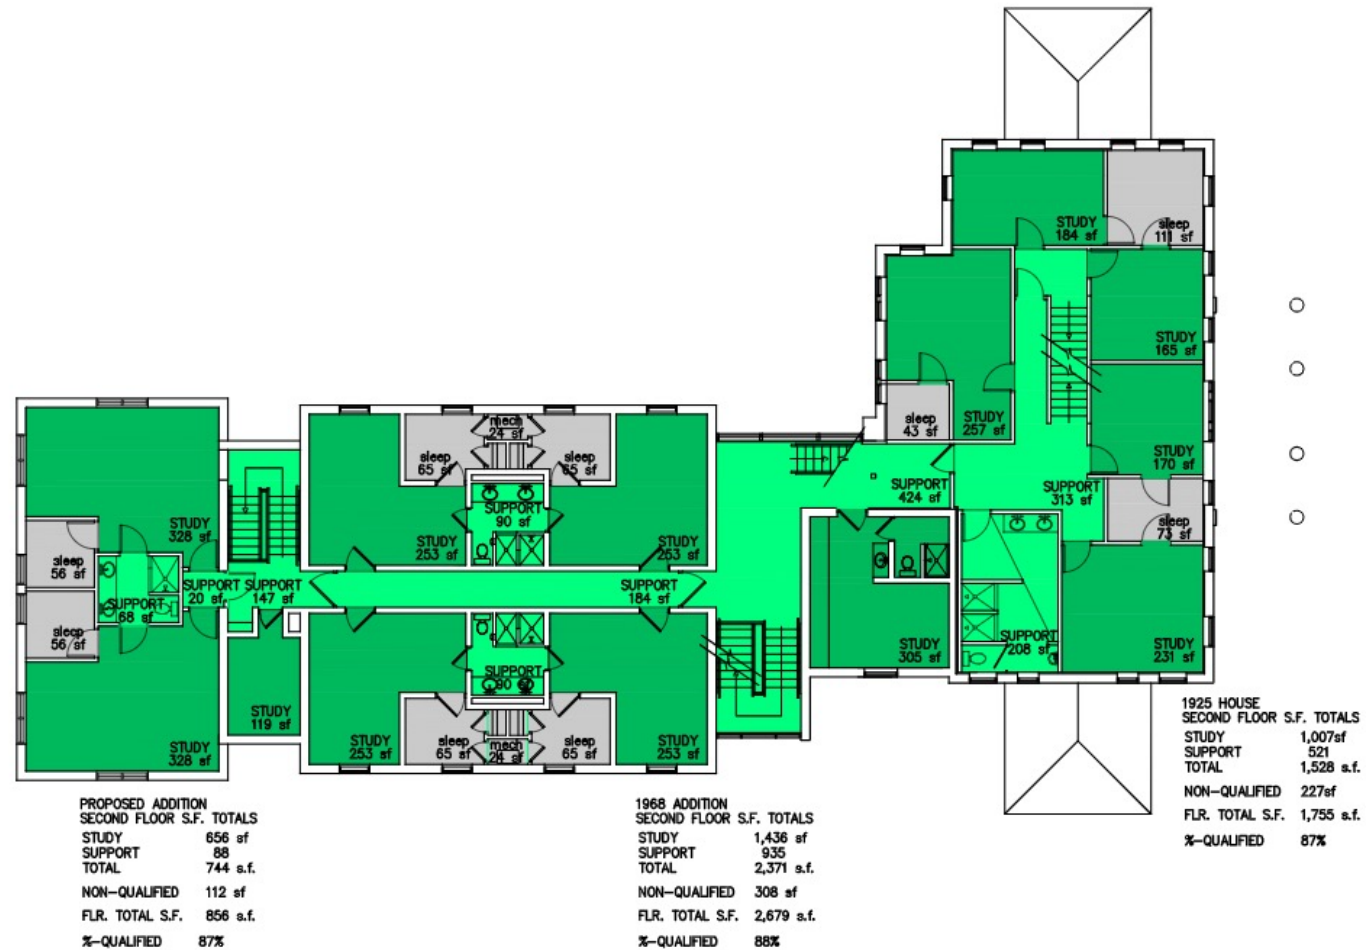 STUDY
184 sf
sleep
111 sf
STUDY
165 sf
sleep
43 sf
STUDY
257 sf
STUDY
170 sf
mech
24 sf
sleep
65 sf
sleep
65 sf
SUPPORT
424 sf
SUPPORT
313 sf
SUPPORT
90 sf
STUDY
328 sf
sleep
73 sf
STUDY
253 sf
STUDY
253 sf
sleep
56 sf
SUPPORT
20 sf
SUPPORT
147 sf
SUPPORT
184 sf
SUPPORT
68 sf
sleep
56 sf
SUPPORT
208 sf
STUDY
305 sf
STUDY
231 sf
SUPPORT
90 sf
STUDY
119 sf
STUDY
328 sf
STUDY
253 sf
sleep
65 sf
mech
24 sf
sleep
65 sf
STUDY
253 sf
1925 HOUSE
SECOND FLOOR S.F. TOTALS
STUDY 1,007sf
SUPPORT 521
TOTAL 1,528 s.f.
NON-QUALIFIED 227sf
FLR. TOTAL S.F. 1,755 s.f.
%-QUALIFIED 87%
PROPOSED ADDITION
SECOND FLOOR S.F. TOTALS
STUDY 656 sf
SUPPORT 88
TOTAL 744 s.f.
NON-QUALIFIED 112 sf
FLR. TOTAL S.F. 856 s.f.
%-QUALIFIED 87%
1968 ADDITION
SECOND FLOOR S.F. TOTALS
STUDY 1,436 sf
SUPPORT 935
TOTAL 2,371 s.f.
NON-QUALIFIED 308 sf
FLR. TOTAL S.F. 2,679 s.f.
%-QUALIFIED 88%